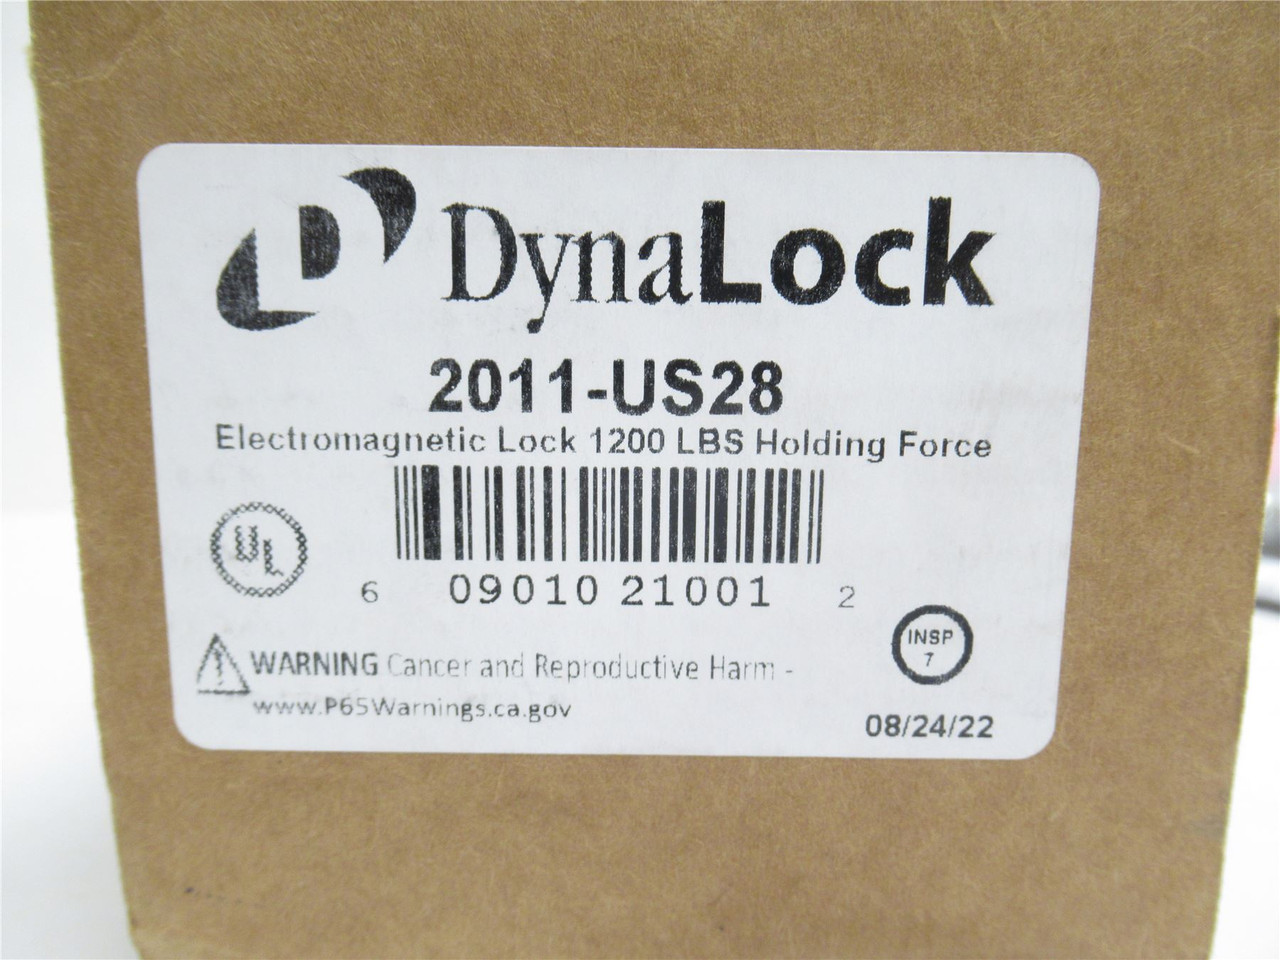 DynaLock
2011-US28
Electromagnetic Lock 1200 LBS Holding Force
UL
6 09010 21001 2
INSP
7
WARNING Cancer and Reproductive Harm -
www.P65Warnings.ca.gov
08/24/22